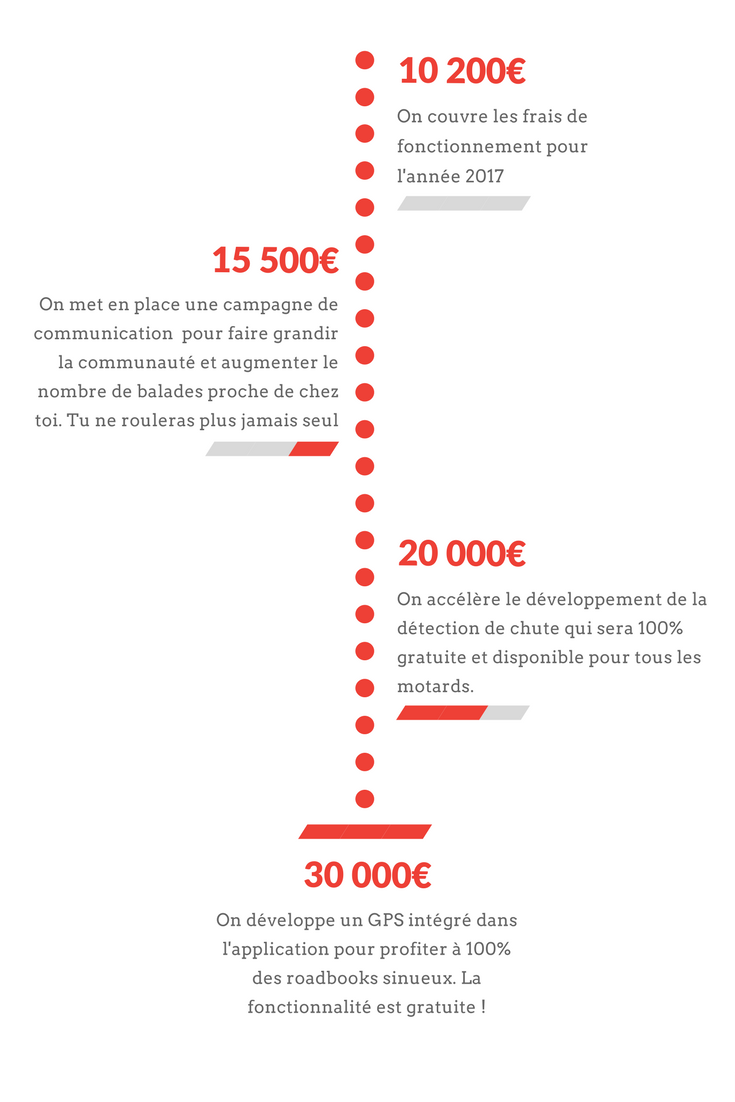 10 200€
On couvre les frais de
fonctionnement pour
l'année 2017
15 500€
On met en place une campagne de
communication  pour faire grandir
la communauté et augmenter le
nombre de balades proche de chez
toi. Tu ne rouleras plus jamais seul
20 000€
On accélère le développement de la
détection de chute qui sera 100%
gratuite et disponible pour tous les
motards.
30 000€
On développe un GPS intégré dans
l'application pour profiter à 100%
des roadbooks sinueux. La
fonctionnalité est gratuite !